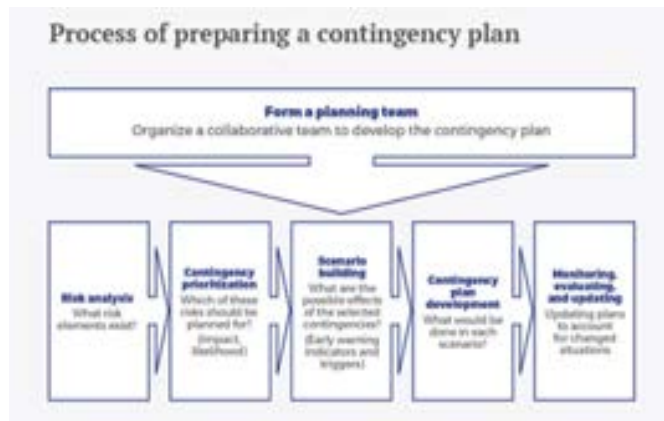 Process of preparing a contingency plan
Form a planning team
Organize a collaborative team to develop the contingency plan
Risk analysis
What risk
elements exist?
Contingency
prioritization
Which of these
risks should be
planned for?
(impact,
likelihood)
Scenario
building
What are the
possible effects
of the selected
contingencies?
(Early warning
indicators and
triggers)
Contingency
plan
development
What would be
done in each
scenario?
Monitoring,
evaluating,
and updating
Updating plans
to account
for changed
situations